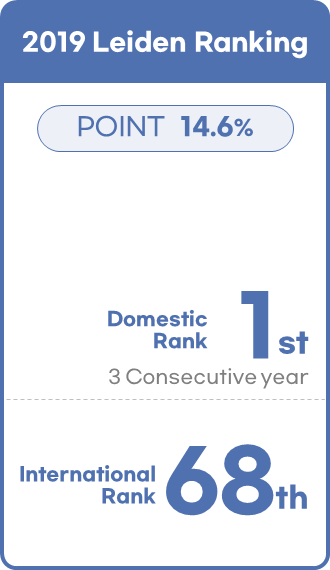 2019 Leiden Ranking
POINT 14.6%
Domestic
Rank
1st
3 Consecutive year
International
Rank
68th